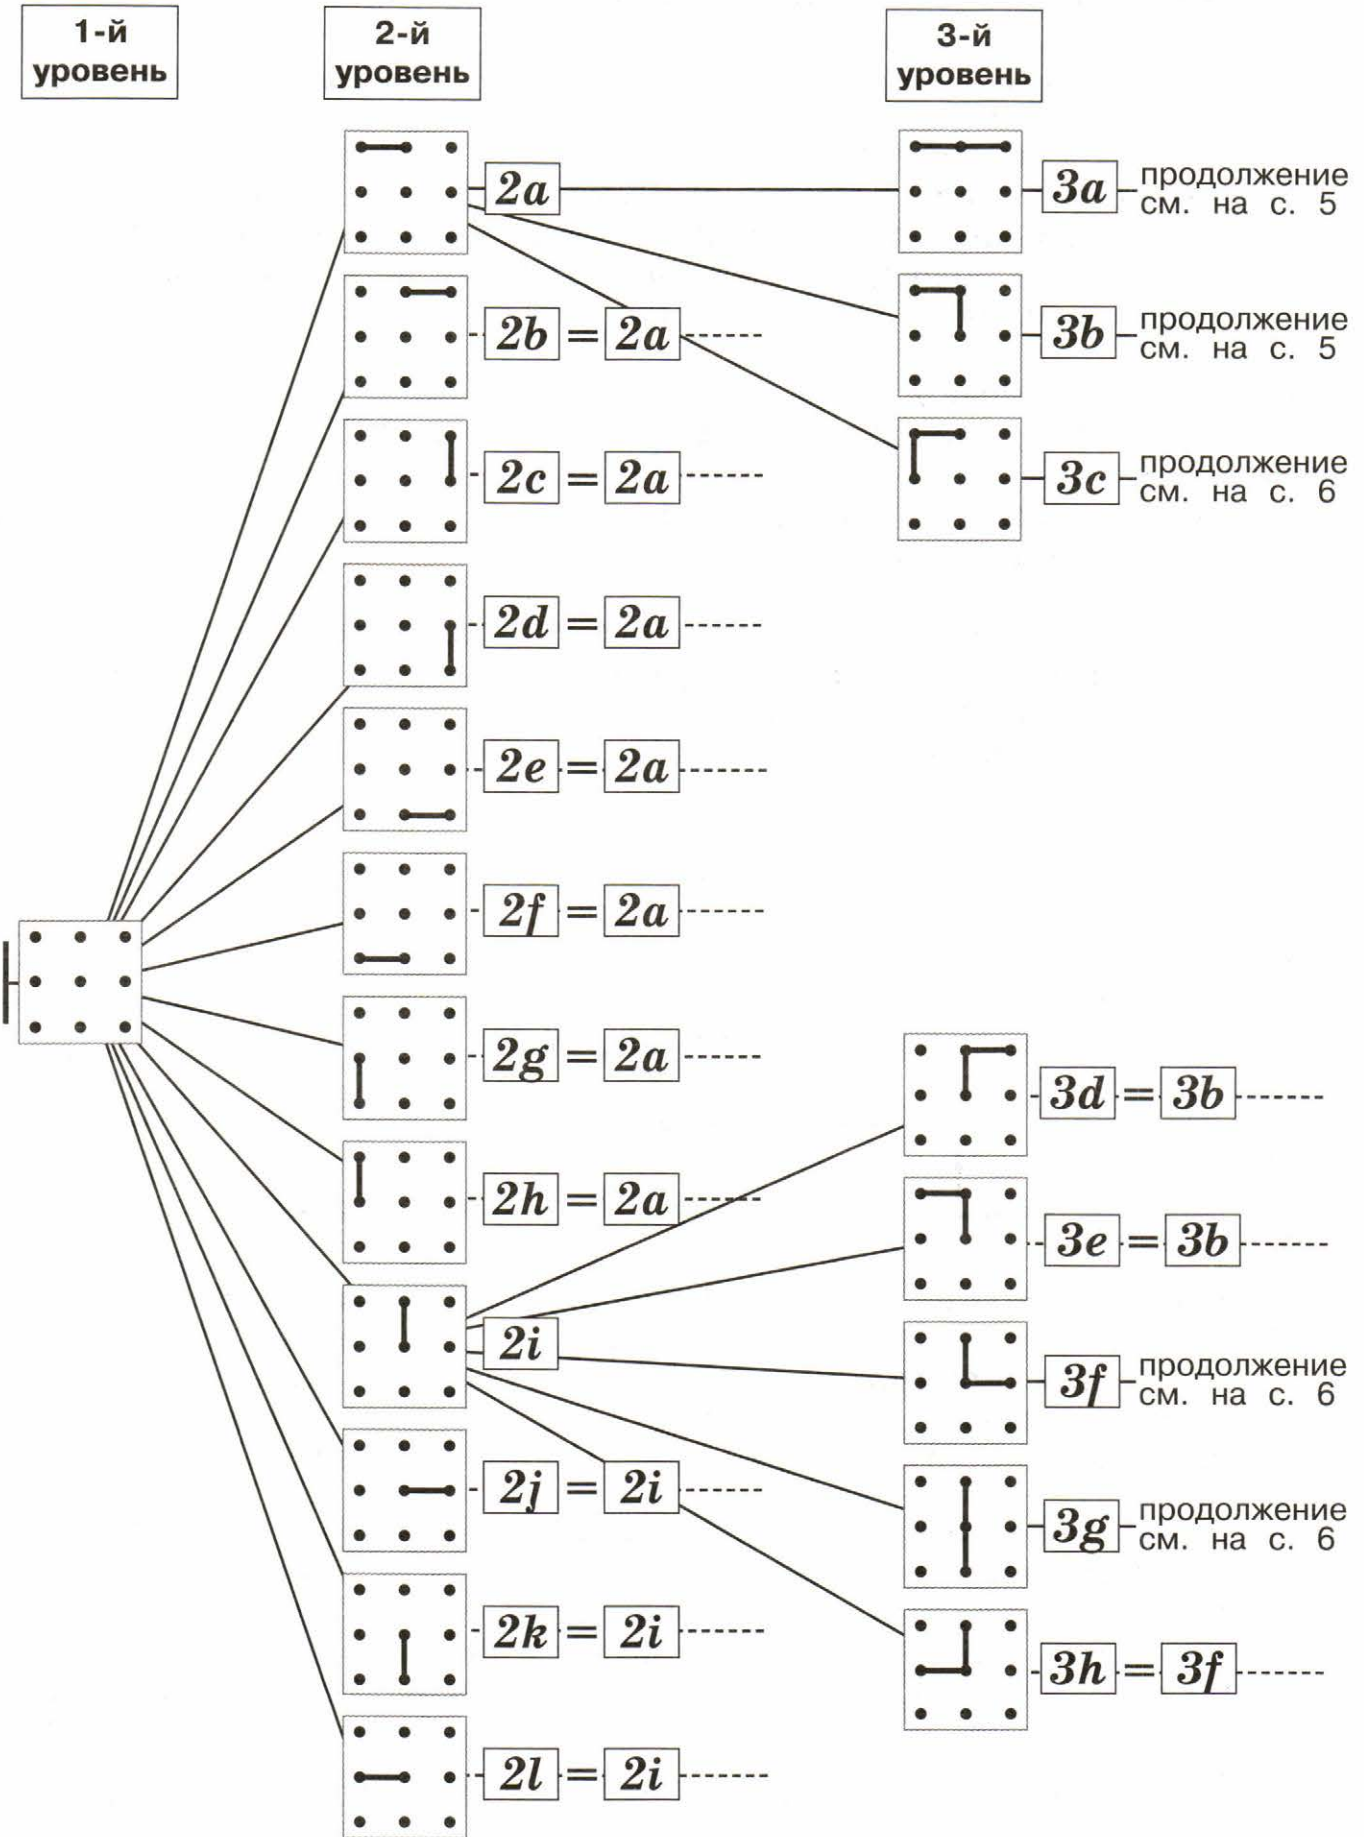 1-й
уровень
2-й
уровень
3-й
уровень
2a
3a
продолжение
см. на с. 5
2b = 2a
3b
продолжение
см. на с. 5
2c = 2a
3c
продолжение
см. на с. 6
2d = 2a
2e = 2a
2f = 2a
2g = 2a
3d = 3b
2h = 2a
3e = 3b
2i
3f
продолжение
см. на с. 6
2j = 2i
3g
продолжение
см. на с. 6
2k = 2i
3h = 3f
2l = 2i